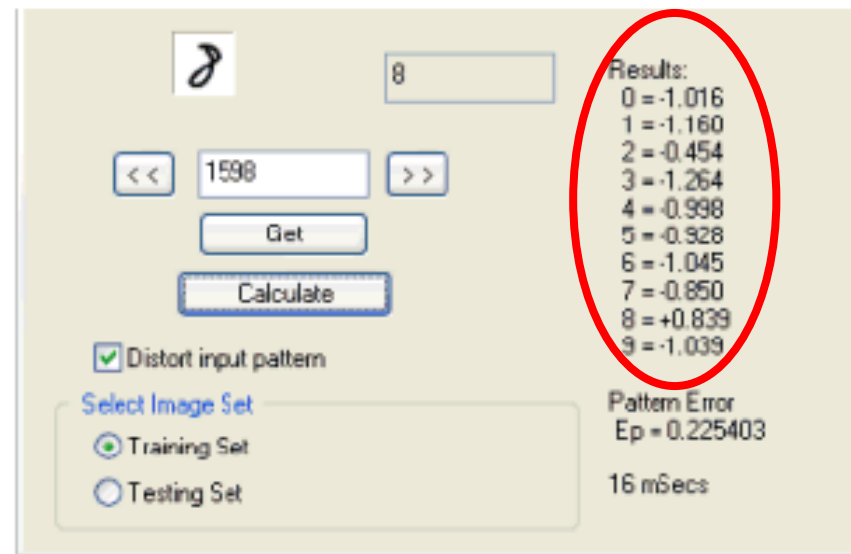 8
8
Results:
0 = -1.016
1 = -1.160
2 = -0.454
3 = -1.264
4 = -0.998
5 = -0.928
6 = -1.045
7 = -0.850
8 = +0.839
9 = -1.039
<< 1598 >>
Get
Calculate
Distort input pattern
Select Image Set
Training Set
Testing Set
Pattern Error
Ep = 0.225403
16 mSecs